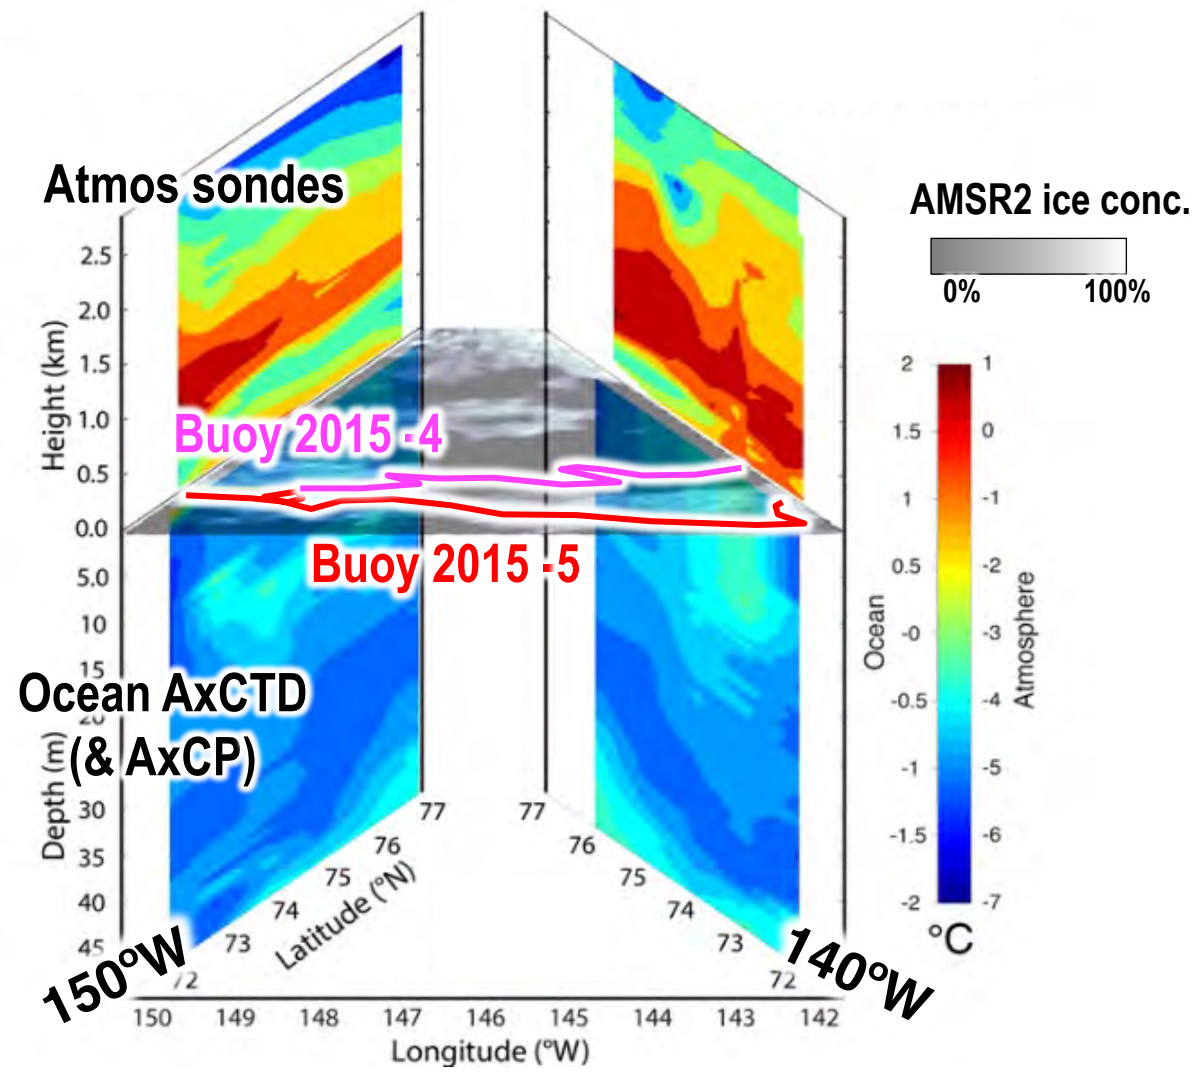 Atmos sondes
AMSR2 ice conc.
0% 100%
Height (km)
2.5
2.0
1.5
1.0
0.5
0.0
Buoy 2015-4
Buoy 2015-5
5.0
10
15
20
30
35
40
45
Depth (m)
Ocean AxCTD
(& AxCP)
77
76
75
74
73
72
Latitude (°N)
77
76
75
74
73
72
150°W
140°W
150 149 148 147 146 145 144 143 142
Longitude (°W)
2 1
1.5 0
1 -1
0.5 -2
-0 -3
-0.5 -4
-1 -5
-1.5 -6
-2 -7
Ocean
Atmosphere
°C